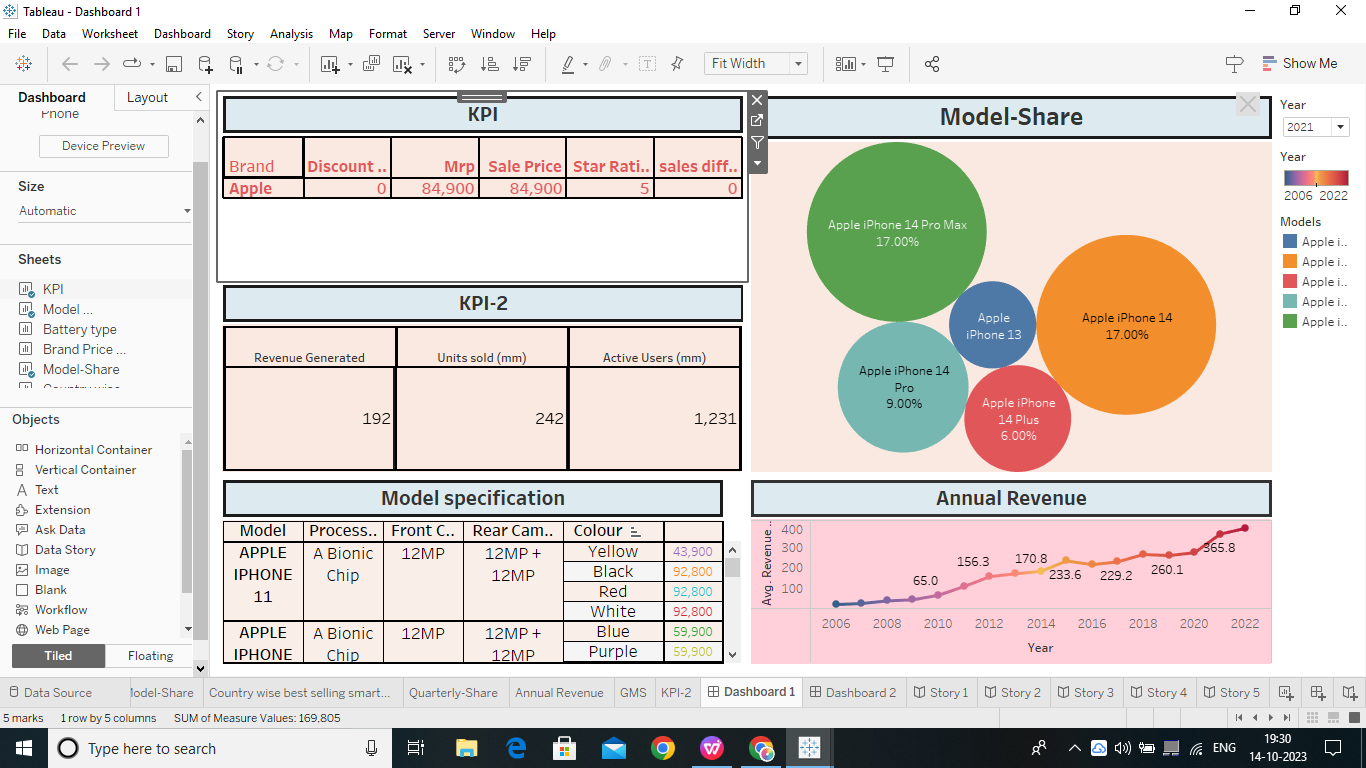 Tableau - Dashboard 1
File Data Worksheet Dashboard Story Analysis Map Format Server Window Help
Fit Width
Show Me
Dashboard Layout
Phone
Device Preview
Size
Automatic
Sheets
KPI
Model ...
Battery type
Brand Price ...
Model-Share
Objects
Horizontal Container
Vertical Container
Text
Extension
Ask Data
Data Story
Image
Blank
Workflow
Web Page
Tiled Floating
KPI
Brand Discount .. Mrp Sale Price Star Rati.. sales diff..
Apple 0 84,900 84,900 5 0
KPI-2
Revenue Generated Units sold (mm) Active Users (mm)
192 242 1,231
Model specification
Model Process.. Front C.. Rear Cam.. Colour
APPLE IPHONE 11 A Bionic Chip 12MP 12MP + 12MP Yellow 43,900
Black 92,800
Red 92,800
White 92,800
APPLE IPHONE A Bionic Chip 12MP 12MP + 12MP Blue 59,900
Purple 59,900
Model-Share
Apple iPhone 14 Pro Max
17.00%
Apple
iPhone 13
Apple iPhone 14
17.00%
Apple iPhone 14
Pro
9.00%
Apple iPhone
14 Plus
6.00%
Annual Revenue
Avg. Revenue..
400
300
200
100
65.0
156.3
170.8
233.6
229.2
260.1
365.8
2006 2008 2010 2012 2014 2016 2018 2020 2022
Year
Year
2021
Year
2006 2022
Models
Apple i..
Apple i..
Apple i..
Apple i..
Apple i..
Data Source Model-Share Country wise best selling smart... Quarterly-Share Annual Revenue GMS KPI-2 Dashboard 1 Dashboard 2 Story 1 Story 2 Story 3 Story 4 Story 5
5 marks 1 row by 5 columns SUM of Measure Values: 169,805
Type here to search
ENG
19:30
14-10-2023